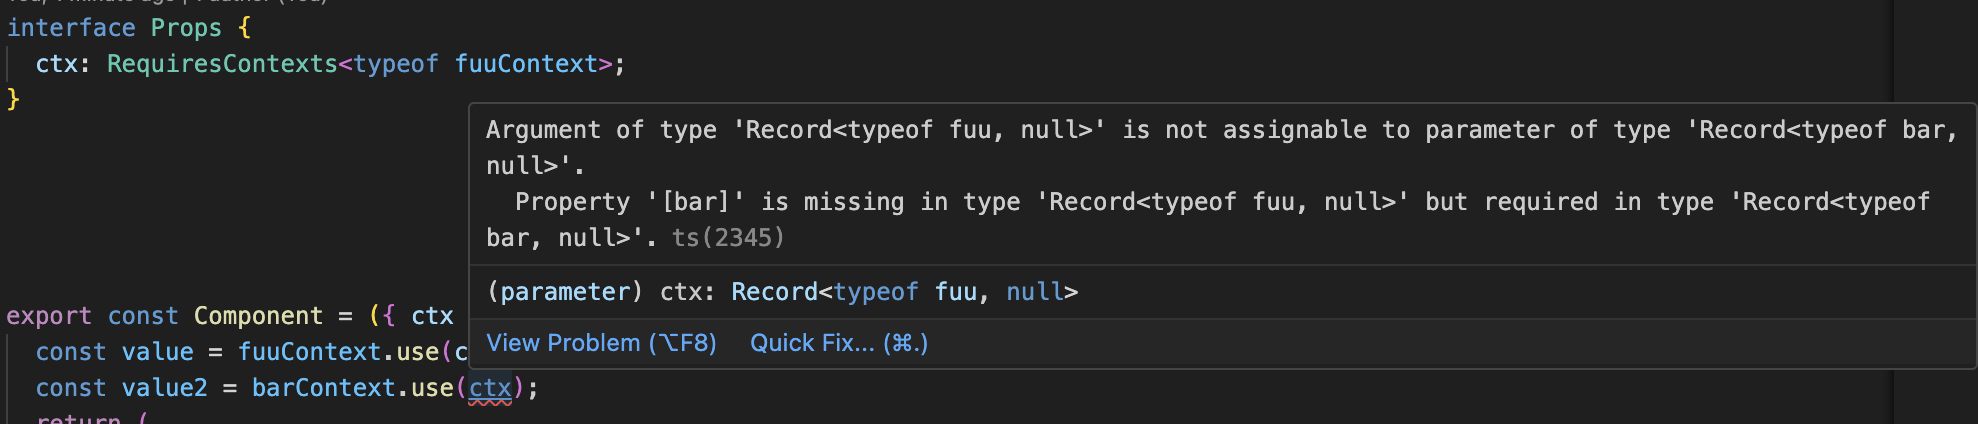 interface Props {
ctx: RequiresContexts<typeof fuuContext>;
}
Argument of type 'Record<typeof fuu, null>' is not assignable to parameter of type 'Record<typeof bar,
null>'.
Property '[bar]' is missing in type 'Record<typeof fuu, null>' but required in type 'Record<typeof
bar, null>'. ts(2345)
(parameter) ctx: Record<typeof fuu, null>
View Problem (⌥F8) Quick Fix... (⌘.)
export const Component = ({ ctx
const value = fuuContext.use(c
const value2 = barContext.use(ctx);
return (